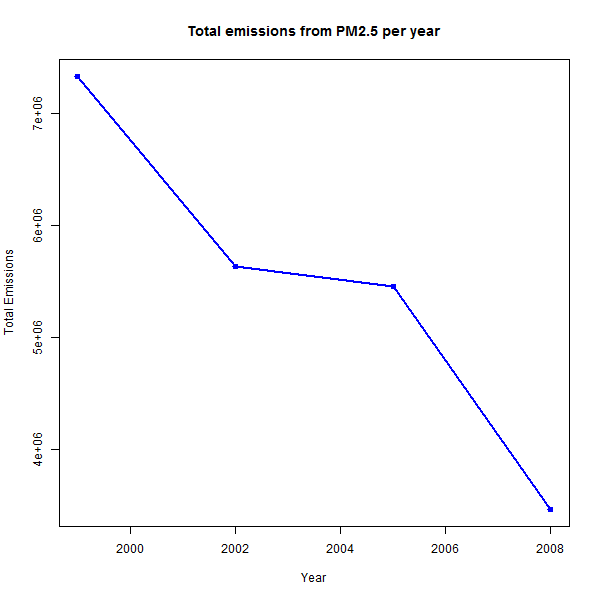 Total emissions from PM2.5 per year
Total Emissions
7e+06
6e+06
5e+06
4e+06
2000 2002 2004 2006 2008
Year